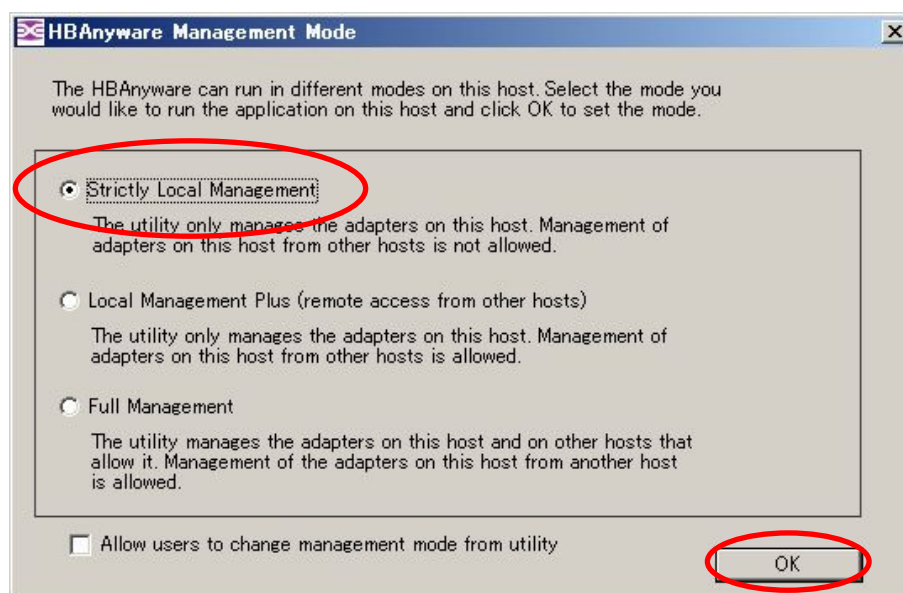 HBAnyware Management Mode
The HBAnyware can run in different modes on this host. Select the mode you
would like to run the application on this host and click OK to set the mode.
Strictly Local Management
The utility only manages the adapters on this host. Management of
adapters on this host from other hosts is not allowed.
Local Management Plus (remote access from other hosts)
The utility only manages the adapters on this host. Management of
adapters on this host from other hosts is allowed.
Full Management
The utility manages the adapters on this host and on other hosts that
allow it. Management of the adapters on this host from another host
is allowed.
Allow users to change management mode from utility
OK